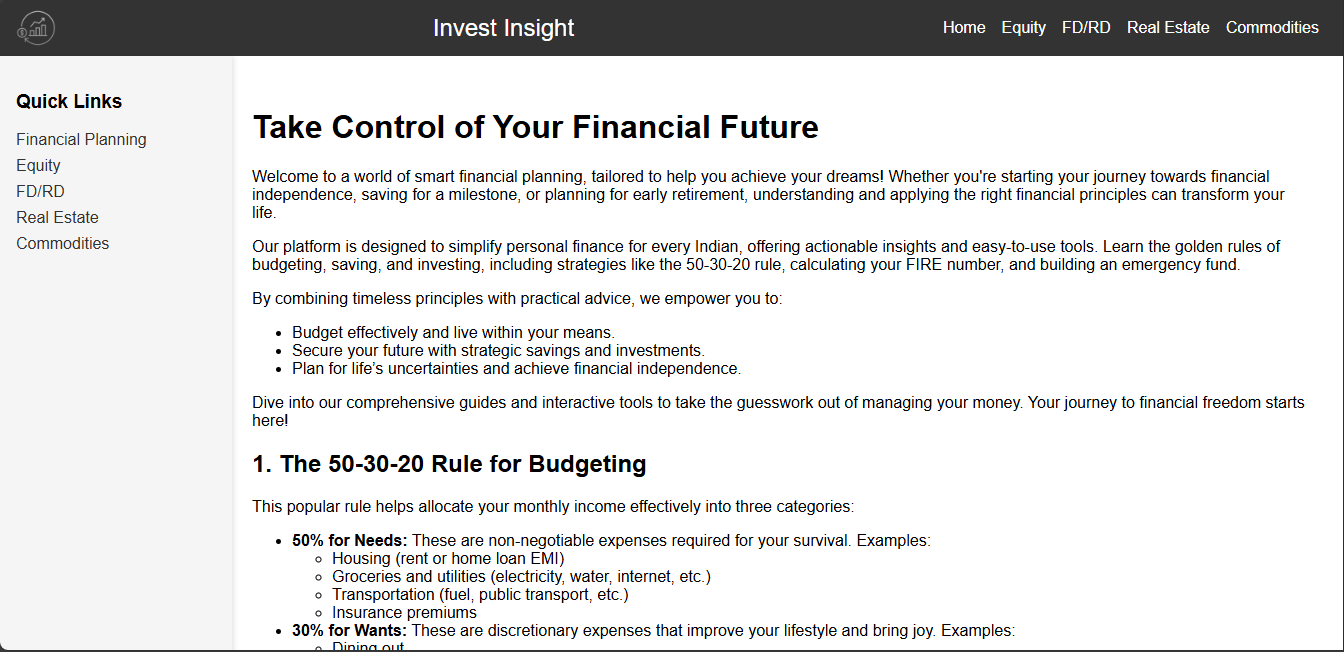 Invest Insight
Home Equity FD/RD Real Estate Commodities
Quick Links
Financial Planning
Equity
FD/RD
Real Estate
Commodities
Take Control of Your Financial Future
Welcome to a world of smart financial planning, tailored to help you achieve your dreams! Whether you're starting your journey towards financial
independence, saving for a milestone, or planning for early retirement, understanding and applying the right financial principles can transform your
life.
Our platform is designed to simplify personal finance for every Indian, offering actionable insights and easy-to-use tools. Learn the golden rules of
budgeting, saving, and investing, including strategies like the 50-30-20 rule, calculating your FIRE number, and building an emergency fund.
By combining timeless principles with practical advice, we empower you to:
• Budget effectively and live within your means.
• Secure your future with strategic savings and investments.
• Plan for life’s uncertainties and achieve financial independence.
Dive into our comprehensive guides and interactive tools to take the guesswork out of managing your money. Your journey to financial freedom starts
here!
1. The 50-30-20 Rule for Budgeting
This popular rule helps allocate your monthly income effectively into three categories:
• 50% for Needs: These are non-negotiable expenses required for your survival. Examples:
◦ Housing (rent or home loan EMI)
◦ Groceries and utilities (electricity, water, internet, etc.)
◦ Transportation (fuel, public transport, etc.)
◦ Insurance premiums
• 30% for Wants: These are discretionary expenses that improve your lifestyle and bring joy. Examples:
◦ Dining out